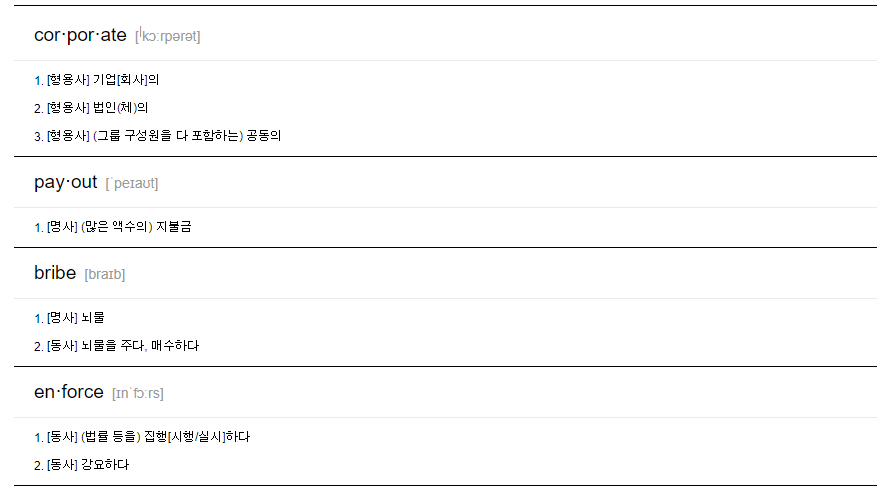 cor·por·ate [|kɔːrpərət]
1. [형용사] 기업[회사]의
2. [형용사] 법인(체)의
3. [형용사] (그룹 구성원을 다 포함하는) 공동의
pay·out [ˈpeɪaʊt]
1. [명사] (많은 액수의) 지불금
bribe [braɪb]
1. [명사] 뇌물
2. [동사] 뇌물을 주다, 매수하다
en·force [ɪnˈfɔːrs]
1. [동사] (법률 등을) 집행[시행/실시]하다
2. [동사] 강요하다